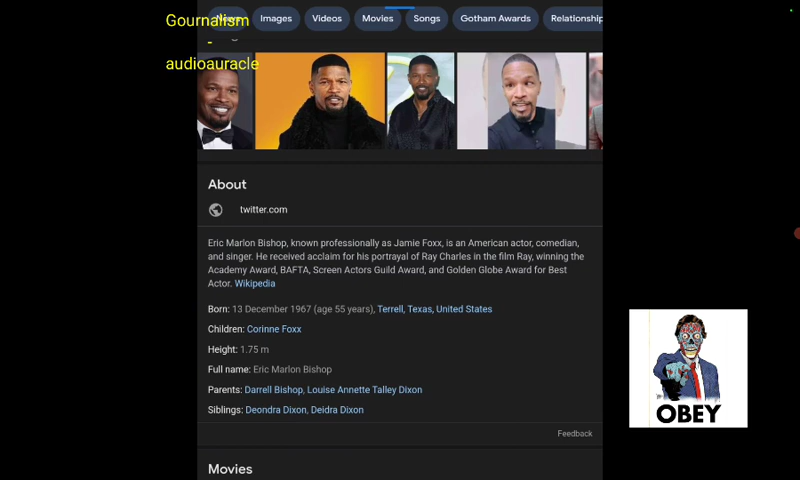 Gournalism
-
audioauracle
News Images Videos Movies Songs Gotham Awards Relationship
About
twitter.com
Eric Marlon Bishop, known professionally as Jamie Foxx, is an American actor, comedian,
and singer. He received acclaim for his portrayal of Ray Charles in the film Ray, winning the
Academy Award, BAFTA, Screen Actors Guild Award, and Golden Globe Award for Best
Actor. Wikipedia
Born: 13 December 1967 (age 55 years), Terrell, Texas, United States
Children: Corinne Foxx
Height: 1.75 m
Full name: Eric Marlon Bishop
Parents: Darrell Bishop, Louise Annette Talley Dixon
Siblings: Deondra Dixon, Deidra Dixon
Feedback
OBEY
Movies